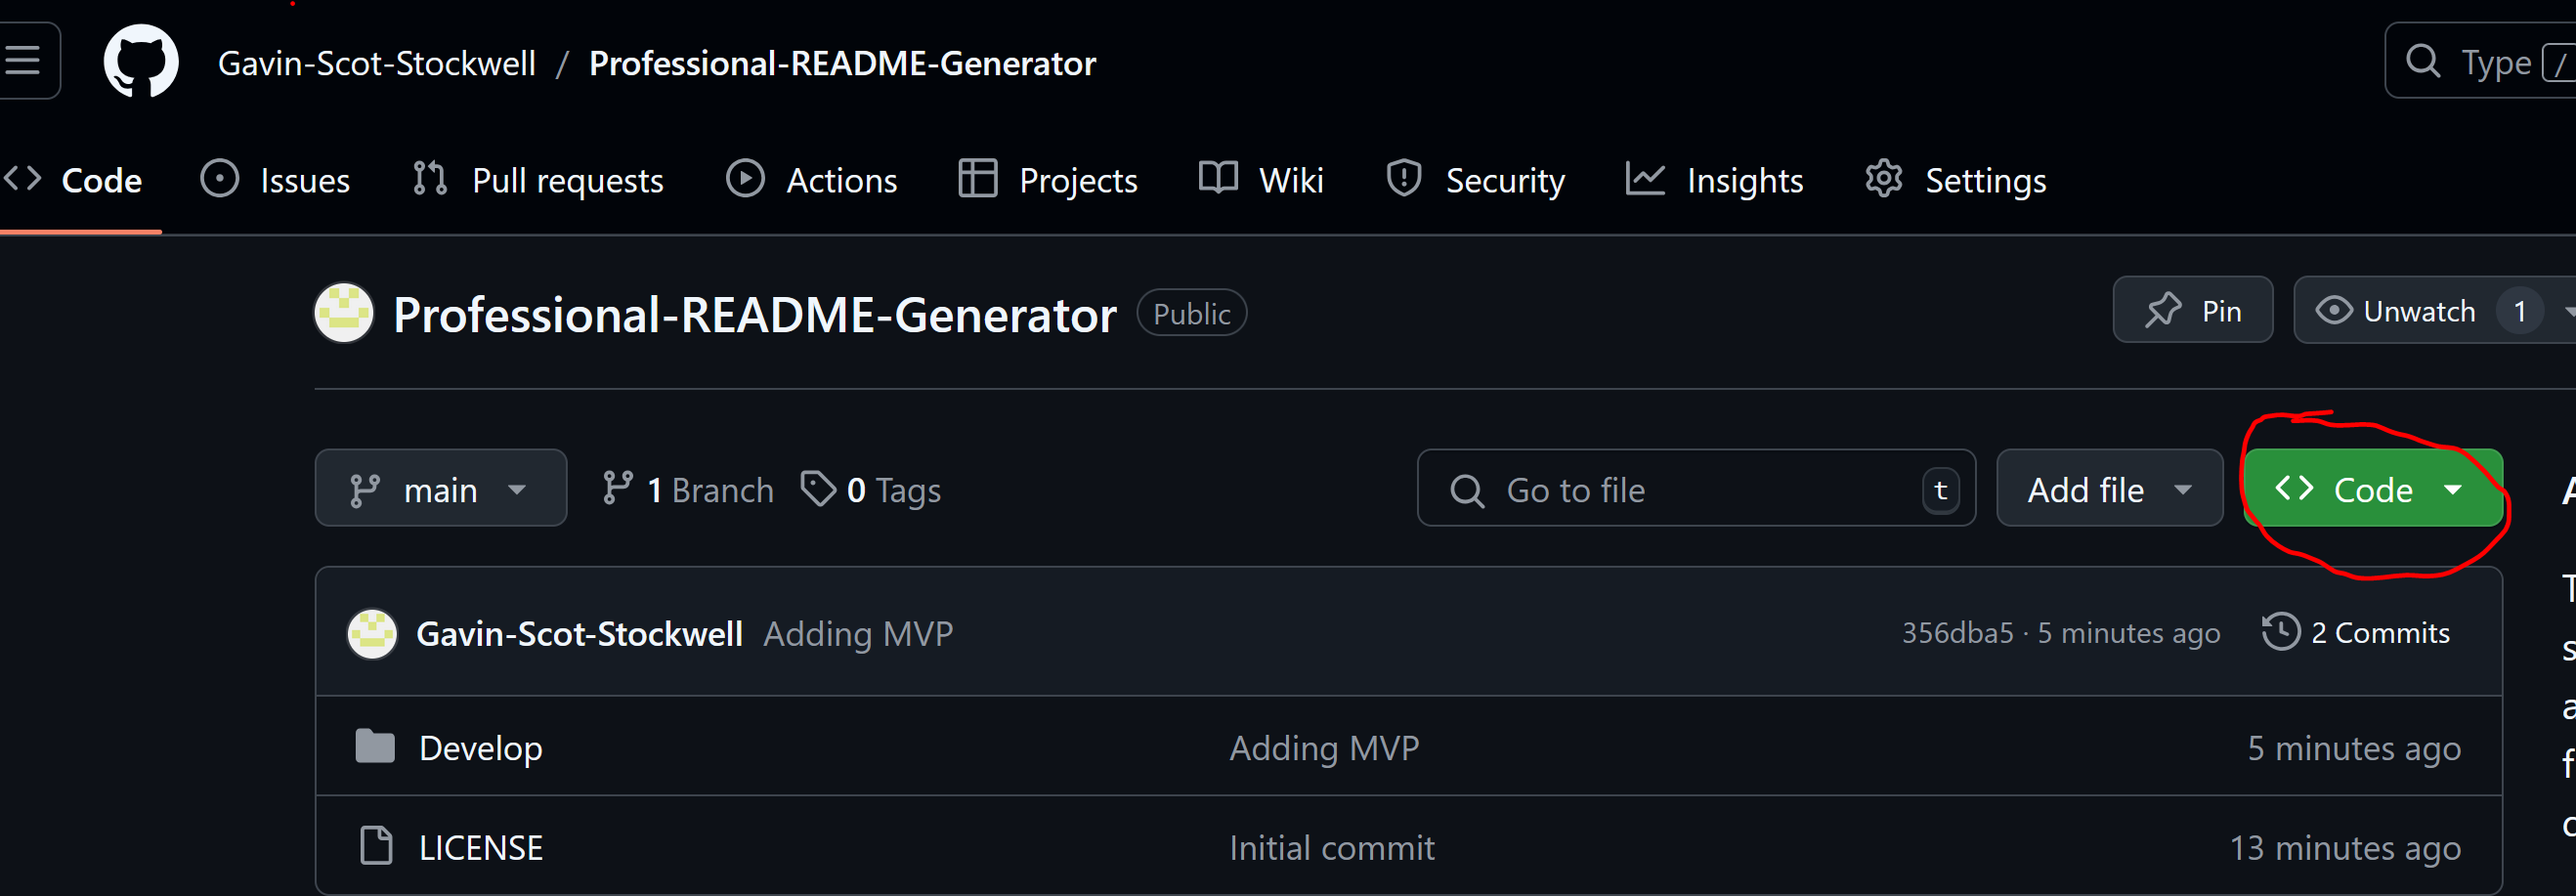 Gavin-Scot-Stockwell / Professional-README-Generator Type /
Code Issues Pull requests Actions Projects Wiki Security Insights Settings
Professional-README-Generator Public Pin Unwatch 1
main 1 Branch 0 Tags Go to file t Add file Code
Gavin-Scot-Stockwell Adding MVP 356dba5 · 5 minutes ago 2 Commits
Develop Adding MVP 5 minutes ago
LICENSE Initial commit 13 minutes ago